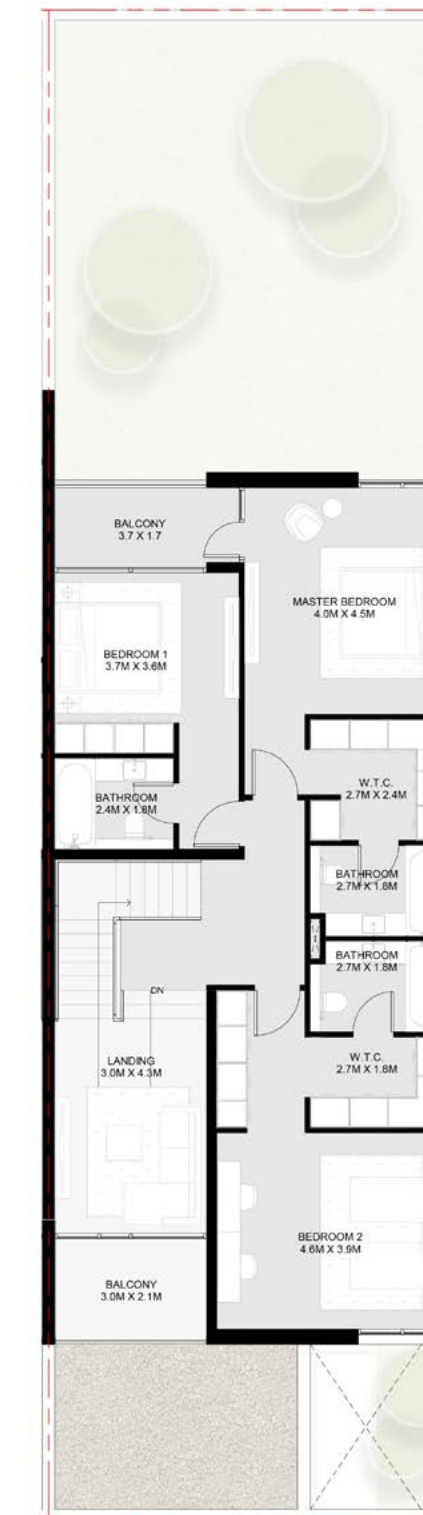 BALCONY
3.7 X 1.7
MASTER BEDROOM
4.0M X 4.5M
BEDROOM 1
3.7M X 3.6M
W.T.C.
2.7M X 2.4M
BATHROOM
2.4M X 1.8M
BATHROOM
2.7M X 1.8M
BATHROOM
2.7M X 1.8M
DN
LANDING
3.0M X 4.3M
W.T.C.
2.7M X 1.8M
BEDROOM 2
4.6M X 3.9M
BALCONY
3.0M X 2.1M